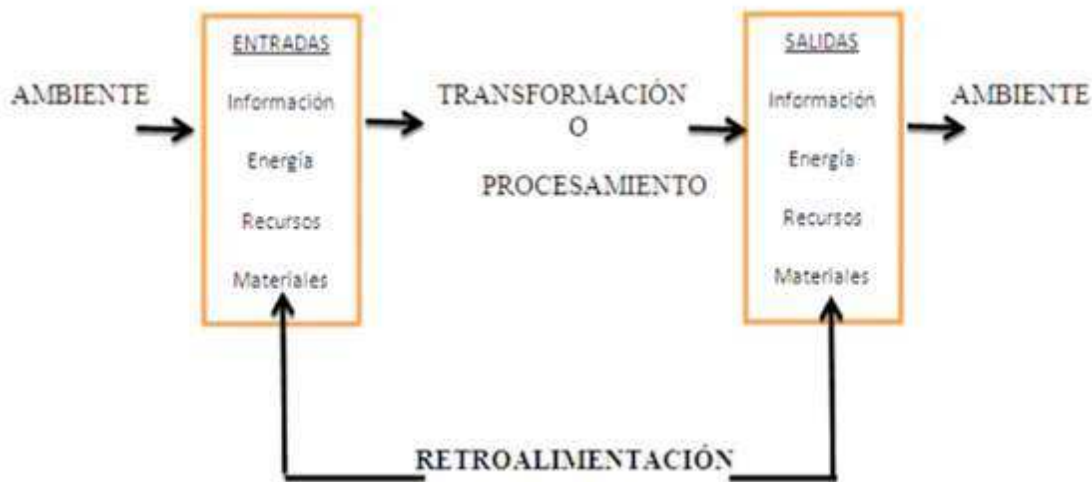 AMBIENTE
ENTRADAS
Información
Energía
Recursos
Materiales
TRANSFORMACIÓN
O
PROCESAMIENTO
SALIDAS
Información
Energía
Recursos
Materiales
AMBIENTE
RETROALIMENTACIÓN